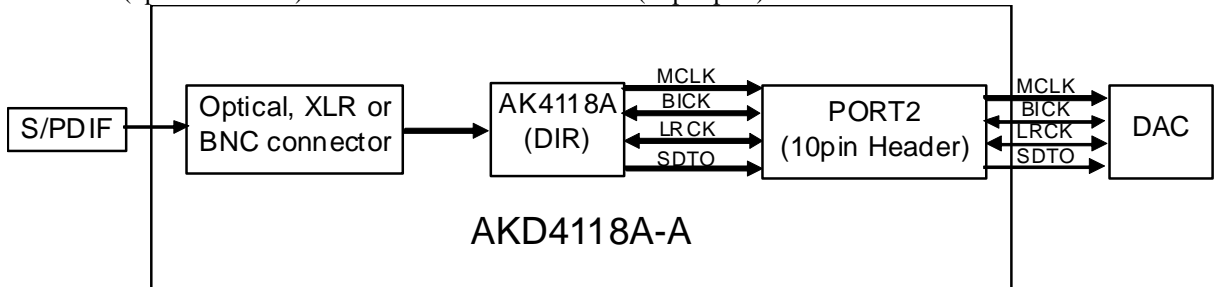 MCLK
BICK
LRCK
SDTO
MCLK
BICK
LRCK
SDTO
S/PDIF
Optical, XLR or
BNC connector
AK4118A
(DIR)
PORT2
(10pin Header)
DAC
AKD4118A-A